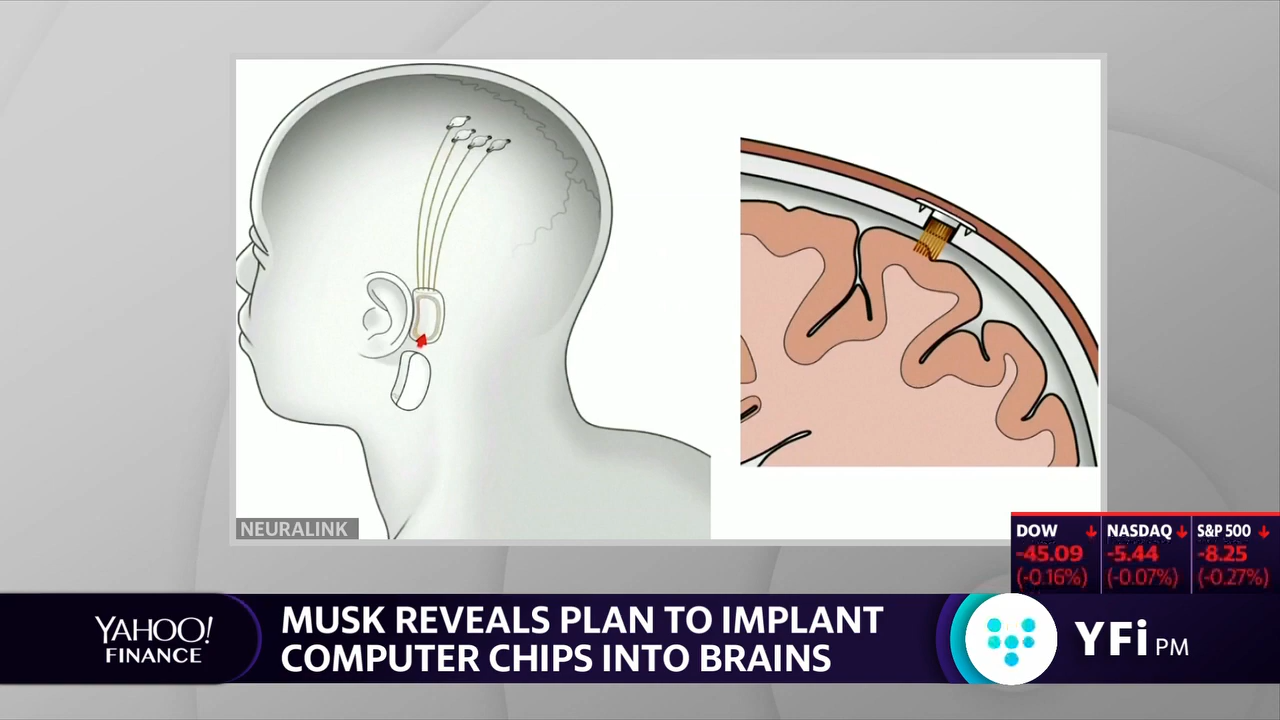 NEURALINK
DOW
NASDAQ
S&P 500
-45.09
-5.44
-8.25
(-0.16%)
(-0.07%)
(-0.27%)
YAHOO!
FINANCE
MUSK REVEALS PLAN TO IMPLANT
COMPUTER CHIPS INTO BRAINS
YFi PM